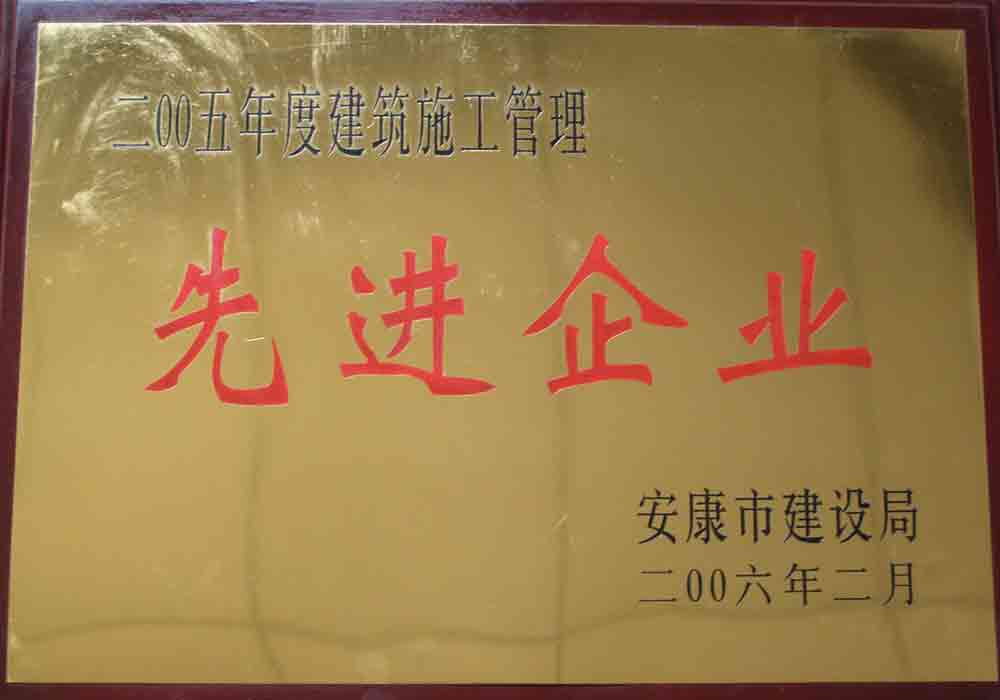 二00五年度建筑施工管理
先进企业
安康市建设局
二00六年二月